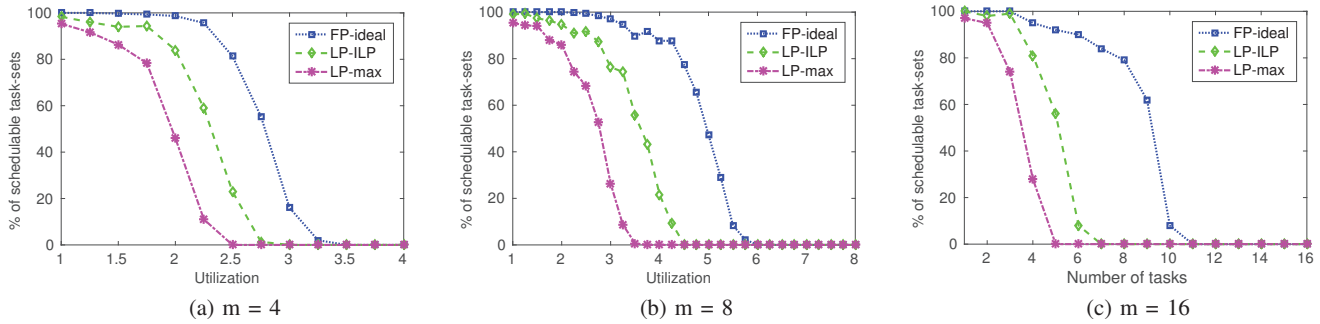 % of schedulable task-sets
100
80
60
40
20
0
1 1.5 2 2.5 3 3.5 4
Utilization
FP-ideal
LP-ILP
LP-max
(a) m = 4
% of schedulable task-sets
100
80
60
40
20
0
1 2 3 4 5 6 7 8
Utilization
FP-ideal
LP-ILP
LP-max
(b) m = 8
% of schedulable task-sets
100
80
60
40
20
0
2 4 6 8 10 12 14 16
Number of tasks
FP-ideal
LP-ILP
LP-max
(c) m = 16